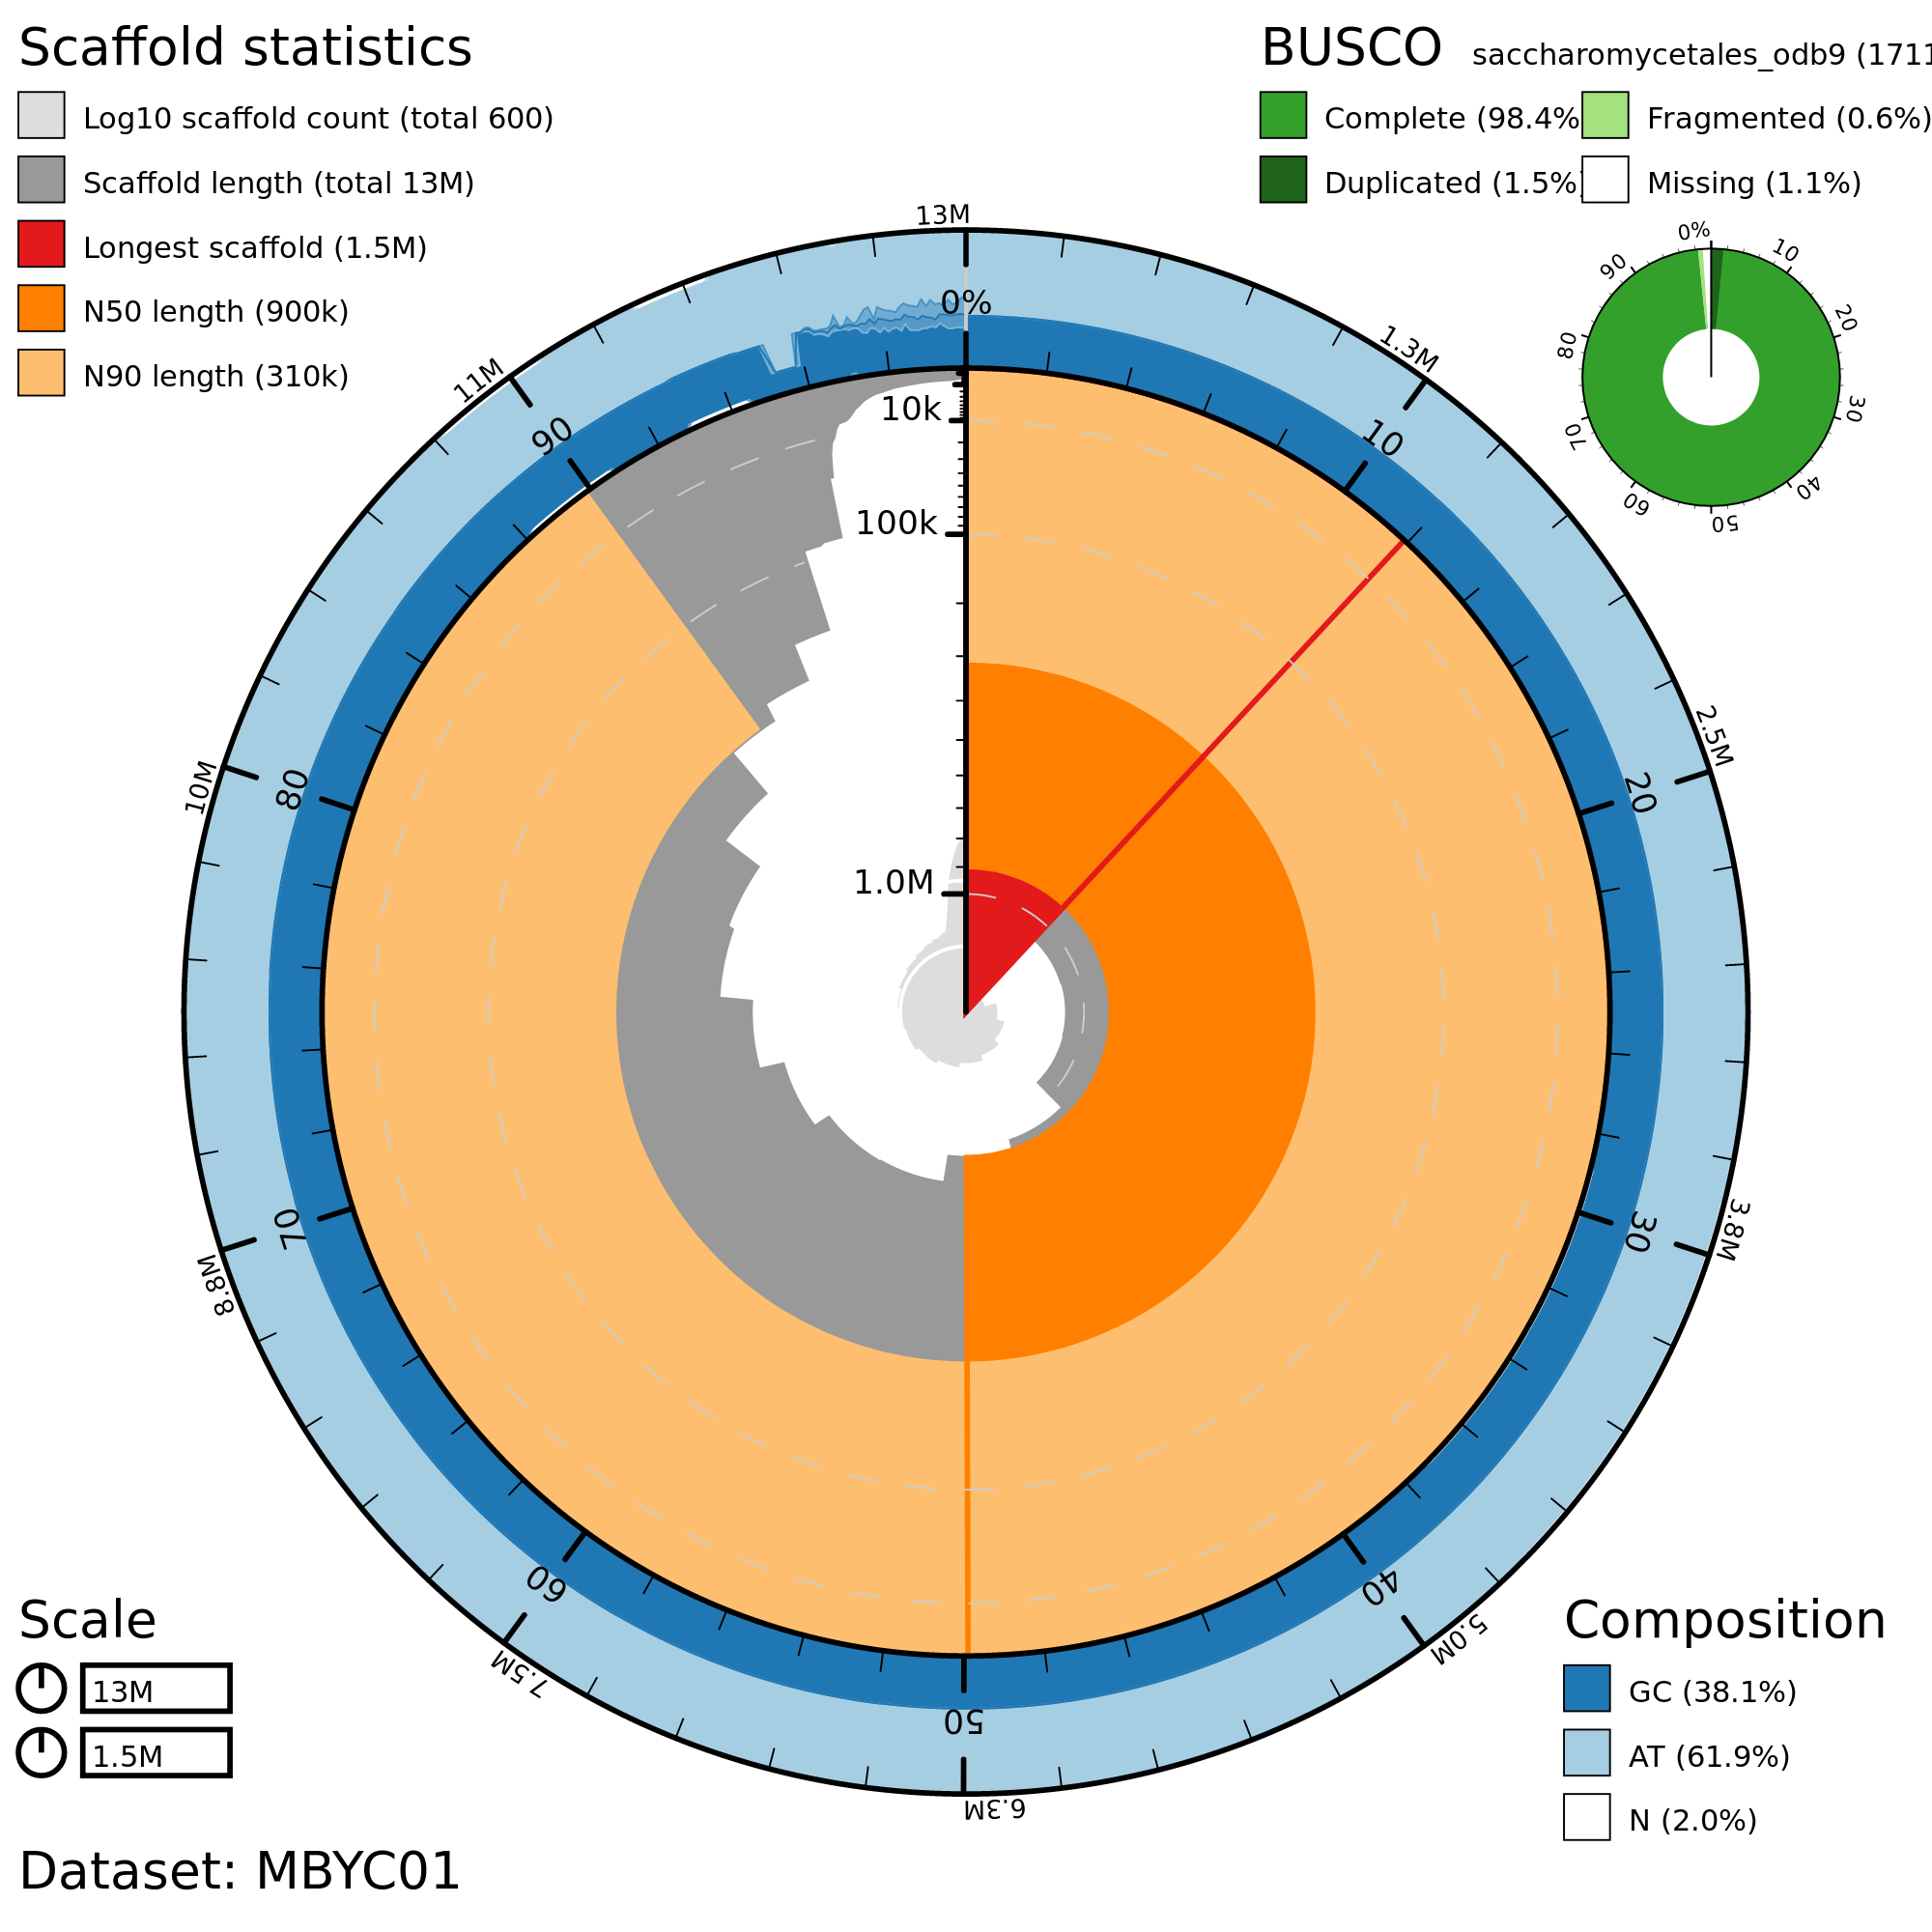 Scaffold statistics
Log10 scaffold count (total 600)
Scaffold length (total 13M)
Longest scaffold (1.5M)
N50 length (900k)
N90 length (310k)
BUSCO saccharomycetales_odb9 (1711
Complete (98.4%
Fragmented (0.6%)
Duplicated (1.5%)
Missing (1.1%)
0%
10
20
30
40
50
60
70
80
90
13M
1.3M
2.5M
3.8M
5.0M
6.3M
7.5M
8.8M
10M
11M
0%
10
20
30
40
50
60
70
80
90
10k
100k
1.0M
Scale
13M
1.5M
Composition
GC (38.1%)
AT (61.9%)
N (2.0%)
Dataset: MBYC01